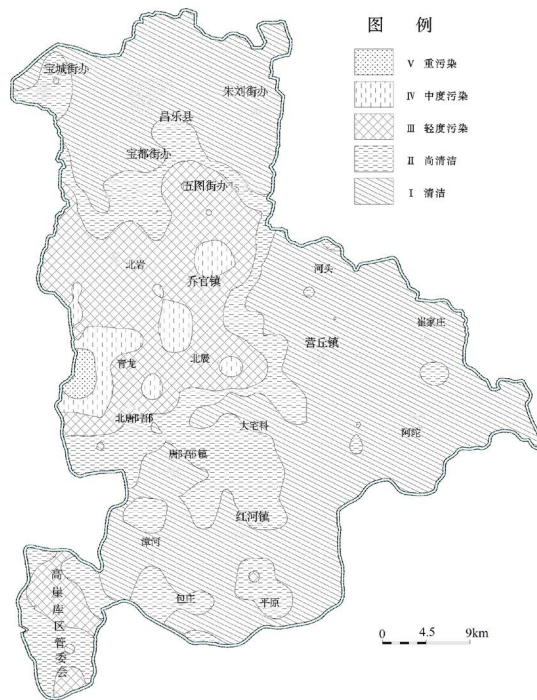 图 例
V 重污染
IV 中度污染
III 轻度污染
II 尚清洁
I 清洁
宝城街办
朱刘街办
昌乐县
宝都街办
五图街办
北岩
乔官镇
河头
崔家庄
营丘镇
青龙
北展
北鄌郚
大宅科
阿陀
鄌郚镇
红河镇
漳河
包庄
平原
高崖库区管委会
0 4.5 9km